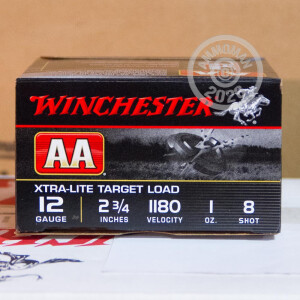 WINCHESTER
AA
XTRA-LITE TARGET LOAD
12 2 3/4 1180 1 8
GAUGE INCHES VELOCITY OZ. SHOT